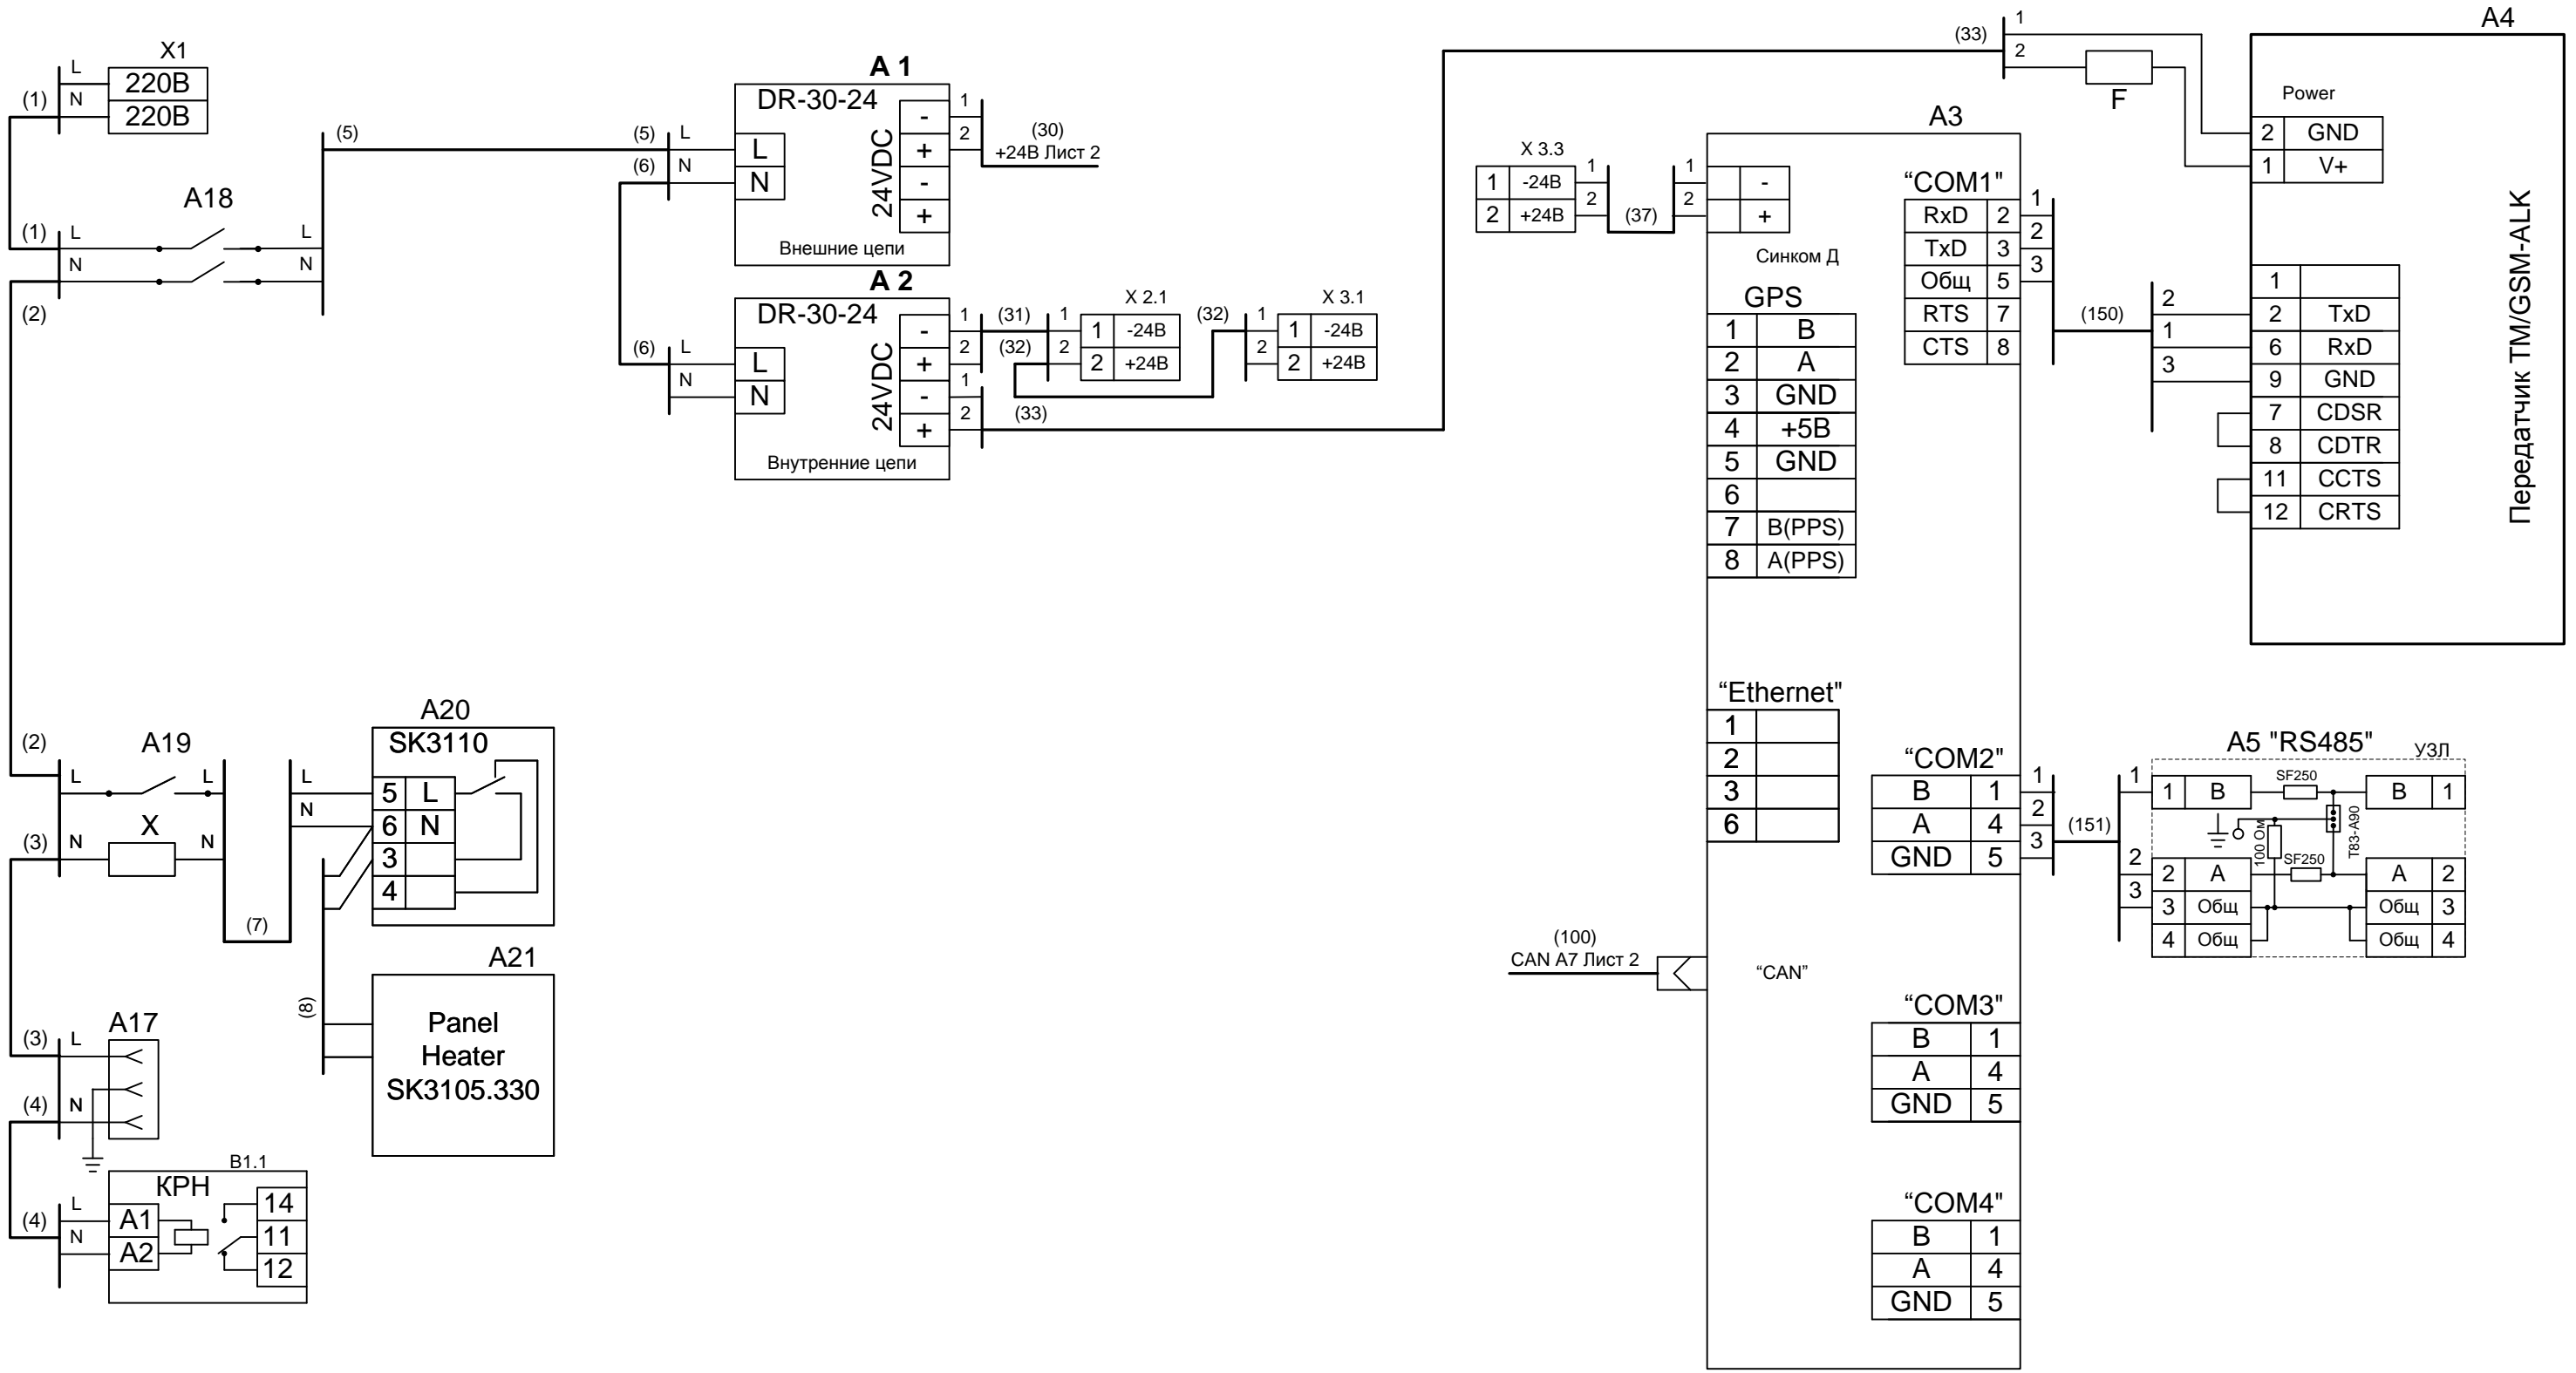 X1
L
220В
(1)
N
220В
A18
(1)
L
L
N
N
(2)
(5)
(5)
L
(6)
N
A 1
DR-30-24
L
N
24VDC
-
+
-
+
1
2
Внешние цепи
(30)
+24В Лист 2
A 2
DR-30-24
(6)
L
N
L
N
24VDC
-
+
-
+
1
2
1
2
Внутренние цепи
(31)
(32)
(33)
X 2.1
1
1
-24В
2
2
+24В
(32)
X 3.1
1
1
-24В
2
2
+24В
(33)
1
2
F
A4
Power
2
GND
1
V+
1
2
TxD
6
RxD
9
GND
7
CDSR
8
CDTR
11
CCTS
12
CRTS
Передатчик TM/GSM-ALK
X 3.3
1
-24В
1
2
+24В
2
(37)
1
2
-
+
A3
Синком Д
GPS
1
B
2
A
3
GND
4
+5В
5
GND
6
7
B(PPS)
8
A(PPS)
“COM1”
RxD
2
1
TxD
3
2
Общ
5
3
RTS
7
CTS
8
(150)
2
1
3
“Ethernet”
1
2
3
6
“COM2”
B
1
1
A
4
2
GND
5
3
(151)
1
2
3
A5 "RS485"
УЗЛ
1
B
SF250
B
1
100 Ом
T83-A90
2
A
SF250
A
2
3
Общ
Общ
3
4
Общ
Общ
4
(100)
CAN A7 Лист 2
“CAN”
“COM3”
B
1
A
4
GND
5
“COM4”
B
1
A
4
GND
5
(2)
A19
L
L
X
(3)
N
N
(7)
L
N
A20
SK3110
5
L
6
N
3
4
(8)
A21
Panel
Heater
SK3105.330
A17
(3)
L
(4)
N
B1.1
КРН
(4)
L
N
A1
A2
14
11
12